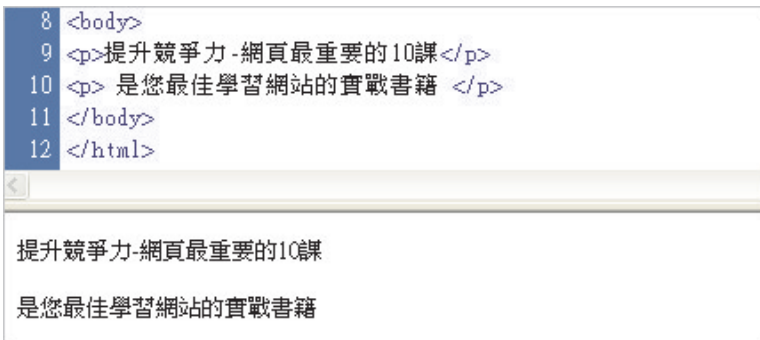 8 <body>
9 <p>提升競爭力-網頁最重要的10課</p>
10 <p> 是您最佳學習網站的實戰書籍 </p>
11 </body>
12 </html>
提升競爭力-網頁最重要的10課
是您最佳學習網站的實戰書籍